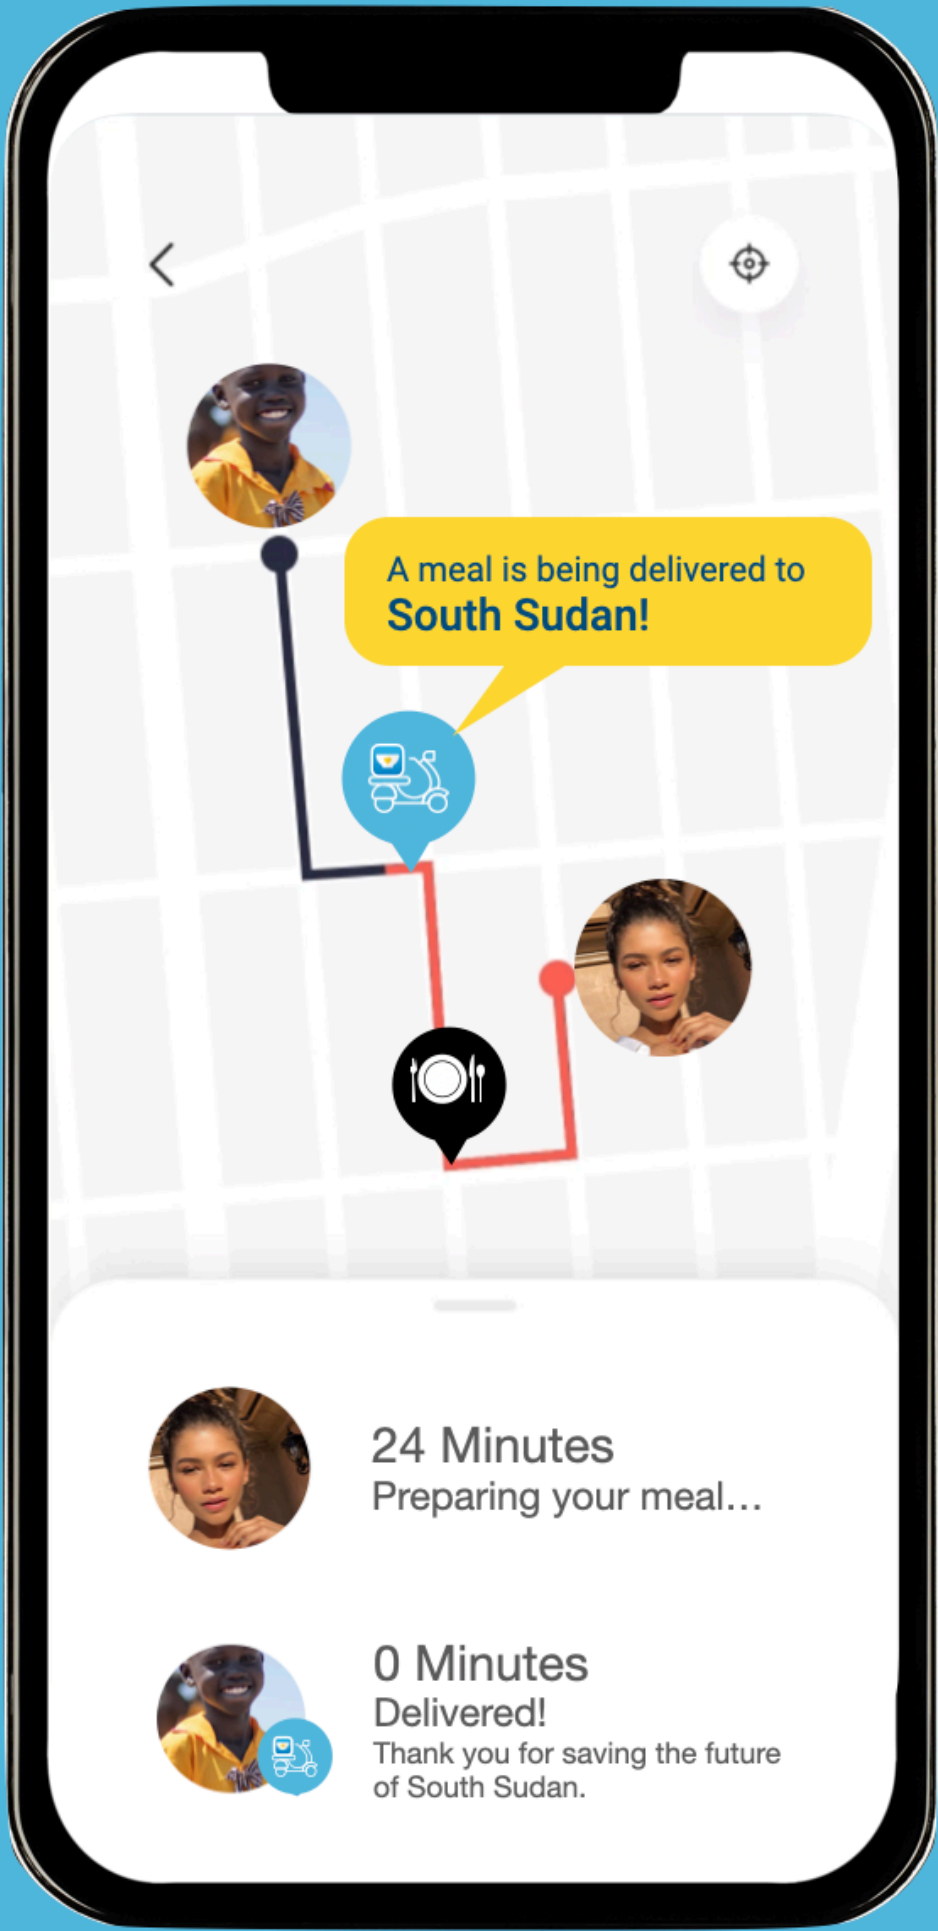 A meal is being delivered to
South Sudan!
24 Minutes
Preparing your meal...
0 Minutes
Delivered!
Thank you for saving the future
of South Sudan.